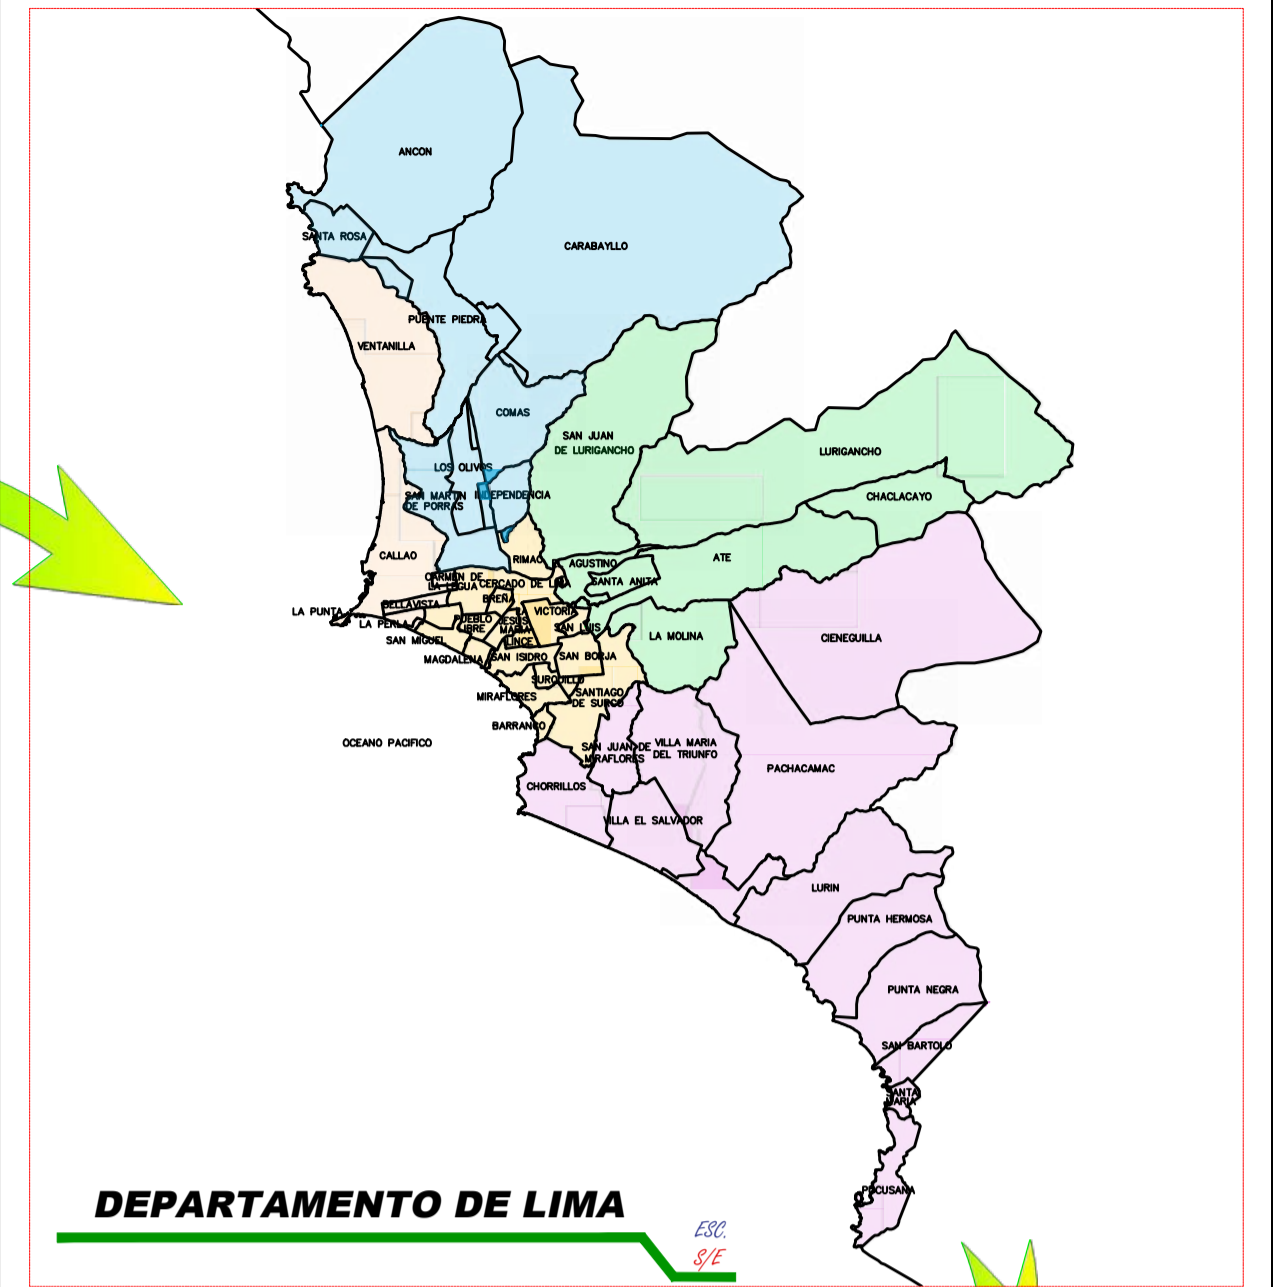 ANCON
SANTA ROSA
CARABAYLLO
PUENTE PIEDRA
VENTANILLA
COMAS
SAN JUAN
DE LURIGANCHO
LURIGANCHO
LOS OLIVOS
SAN MARTIN
DE PORRAS
INDEPENDENCIA
CHACLACAYO
CALLAO
RIMAC
AGUSTINO
ATE
CARMEN DE
LA LEGUA
CERCADO DE LIMA
SANTA ANITA
BELLAVISTA
BREÑA
LA PUNTA
LA PERLA
LA
VICTORIA
PUEBLO
LIBRE
JESUS
MARIA
SAN LUIS
LA MOLINA
CIENEGUILLA
SAN MIGUEL
LINCE
MAGDALENA
SAN ISIDRO
SAN BORJA
SURQUILLO
MIRAFLORES
SANTIAGO
DE SURCO
BARRANCO
OCEANO PACIFICO
SAN JUAN DE
MIRAFLORES
VILLA MARIA
DEL TRIUNFO
PACHACAMAC
CHORRILLOS
VILLA EL SALVADOR
LURIN
PUNTA HERMOSA
PUNTA NEGRA
SAN BARTOLO
SANTA
MARIA
PUCUSANA
DEPARTAMENTO DE LIMA
ESC.
S/E